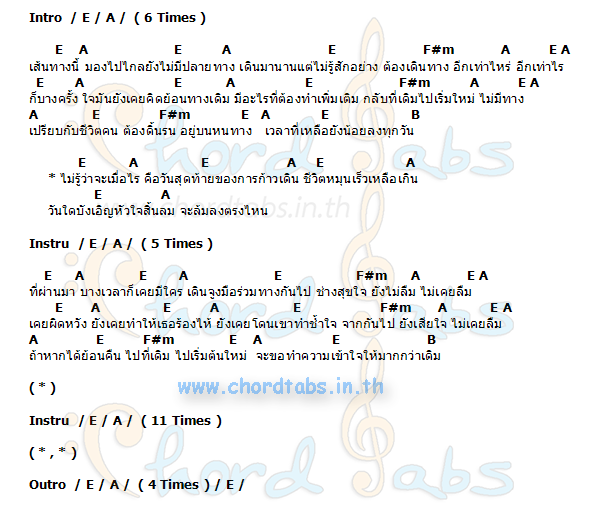 Intro / E / A / ( 6 Times )
E A E A E F#m A E A
เส้นทางนี้ มองไปไกลยังไม่มีปลายทาง เดินมานานแต่ไม่รู้สักอย่าง ต้องเดินทาง อีกเท่าไหร่ อีกเท่าไร
E A E A E F#m A E A
ก็บางครั้ง ใจมันยังเคยคิดย้อนทางเดิม มีอะไรที่ต้องทำเพิ่มเติม กลับที่เดิมไปเริ่มใหม่ ไม่มีทาง
A E F#m E A E B
เปรียบกับชีวิตคน ต้องดิ้นรน อยู่บนหนทาง เวลาที่เหลือยังน้อยลงทุกวัน
E A E A E A
* ไม่รู้ว่าจะเมื่อไร คือวันสุดท้ายของการก้าวเดิน ชีวิตหมุนเร็วเหลือเกิน
E A
วันใดบังเอิญหัวใจสิ้นลม จะล้มลงตรงไหน
Instru / E / A / ( 5 Times )
E A E A E F#m A E A
ที่ผ่านมา บางเวลาก็เคยมีใคร เดินจูงมือร่วมทางกันไป ช่างสุขใจ ยังไม่ลืม ไม่เคยลืม
E A E A E F#m A E A
เคยผิดหวัง ยังเคยทำให้เธอร้องไห้ ยังเคยโดนเขาทำช้ำใจ จากกันไป ยังเสียใจ ไม่เคยลืม
A E F#m E A E B
ถ้าหากได้ย้อนคืน ไปที่เดิม ไปเริ่มต้นใหม่ จะขอทำความเข้าใจให้มากกว่าเดิม
( * )
www.chordtabs.in.th
Instru / E / A / ( 11 Times )
( * , * )
Outro / E / A / ( 4 Times ) / E /